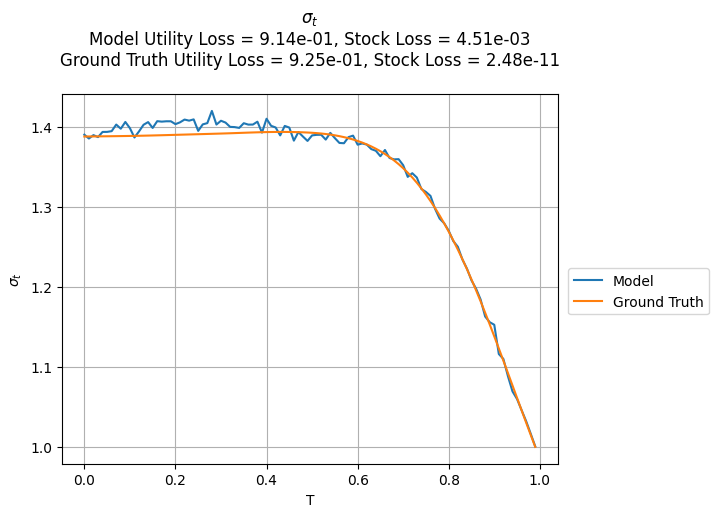 σt
Model Utility Loss = 9.14e-01, Stock Loss = 4.51e-03
Ground Truth Utility Loss = 9.25e-01, Stock Loss = 2.48e-11
1.4
1.3
1.2
1.1
1.0
σt
0.0 0.2 0.4 0.6 0.8 1.0
T
Model
Ground Truth